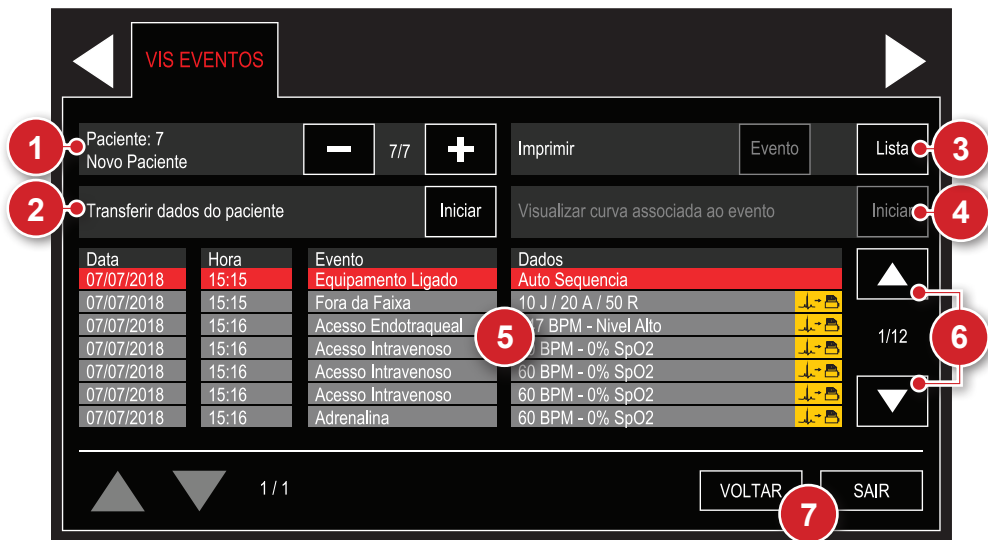 VIS EVENTOS
1
Paciente: 7
Novo Paciente
7/7
Imprimir
Evento
Lista
3
2
Transferir dados do paciente
Iniciar
Visualizar curva associada ao evento
Iniciar
4
Data Hora Evento Dados
07/07/2018 15:15 Equipamento Ligado Auto Sequencia
07/07/2018 15:15 Fora da Faixa 10 J / 20 A / 50 R
07/07/2018 15:16 Acesso Endotraqueal BPM - Nivel Alto
07/07/2018 15:16 Acesso Intravenoso BPM - 0% SpO2
07/07/2018 15:16 Acesso Intravenoso 60 BPM - 0% SpO2
07/07/2018 15:16 Acesso Intravenoso 60 BPM - 0% SpO2
07/07/2018 15:16 Adrenalina 60 BPM - 0% SpO2
5
1/12
6
1 / 1
VOLTAR
SAIR
7